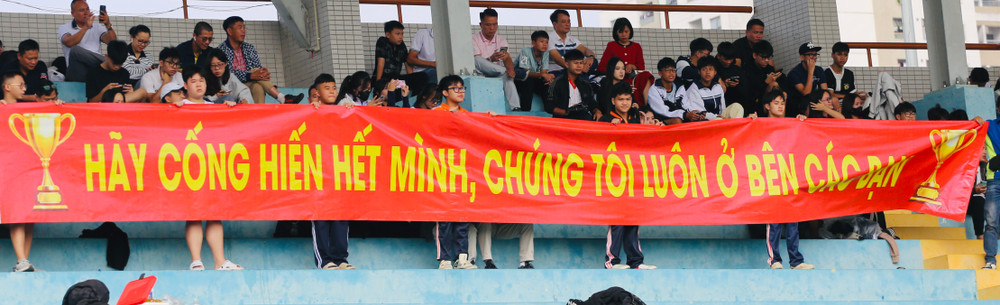 HÃY CỐNG HIẾN HẾT MÌNH, CHÚNG TÔI LUÔN Ở BÊN CÁC BẠN